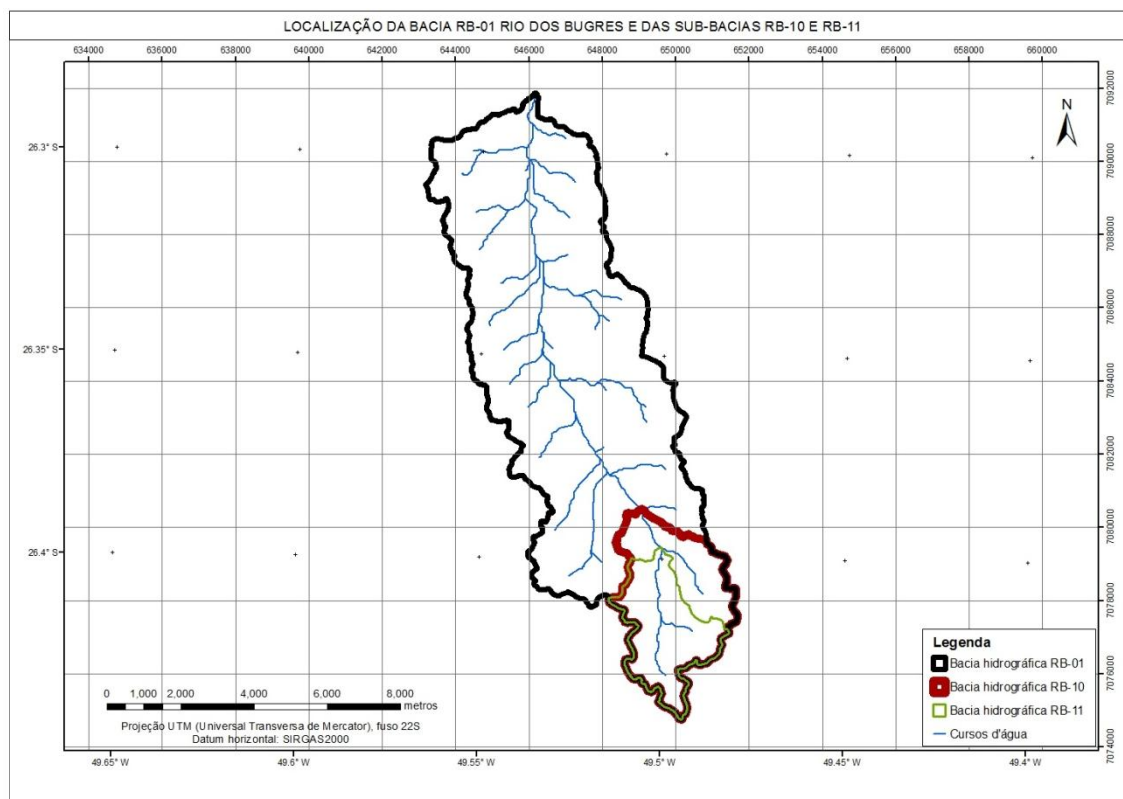 LOCALIZAÇÃO DA BACIA RB-01 RIO DOS BUGRES E DAS SUB-BACIAS RB-10 E RB-11
634000 636000 638000 640000 642000 644000 646000 648000 650000 652000 654000 656000 658000 660000
N
7092000
26.3° S
7090000
7088000
7086000
26.35° S
7084000
7082000
7080000
26.4° S
7078000
7076000
7074000
Legenda
Bacia hidrográfica RB-01
Bacia hidrográfica RB-10
Bacia hidrográfica RB-11
Cursos d'água
0 1,000 2,000 4,000 6,000 8,000
metros
Projeção UTM (Universal Transversa de Mercator), fuso 22S
Datum horizontal: SIRGAS2000
49.65° W 49.6° W 49.55° W 49.5° W 49.45° W 49.4° W